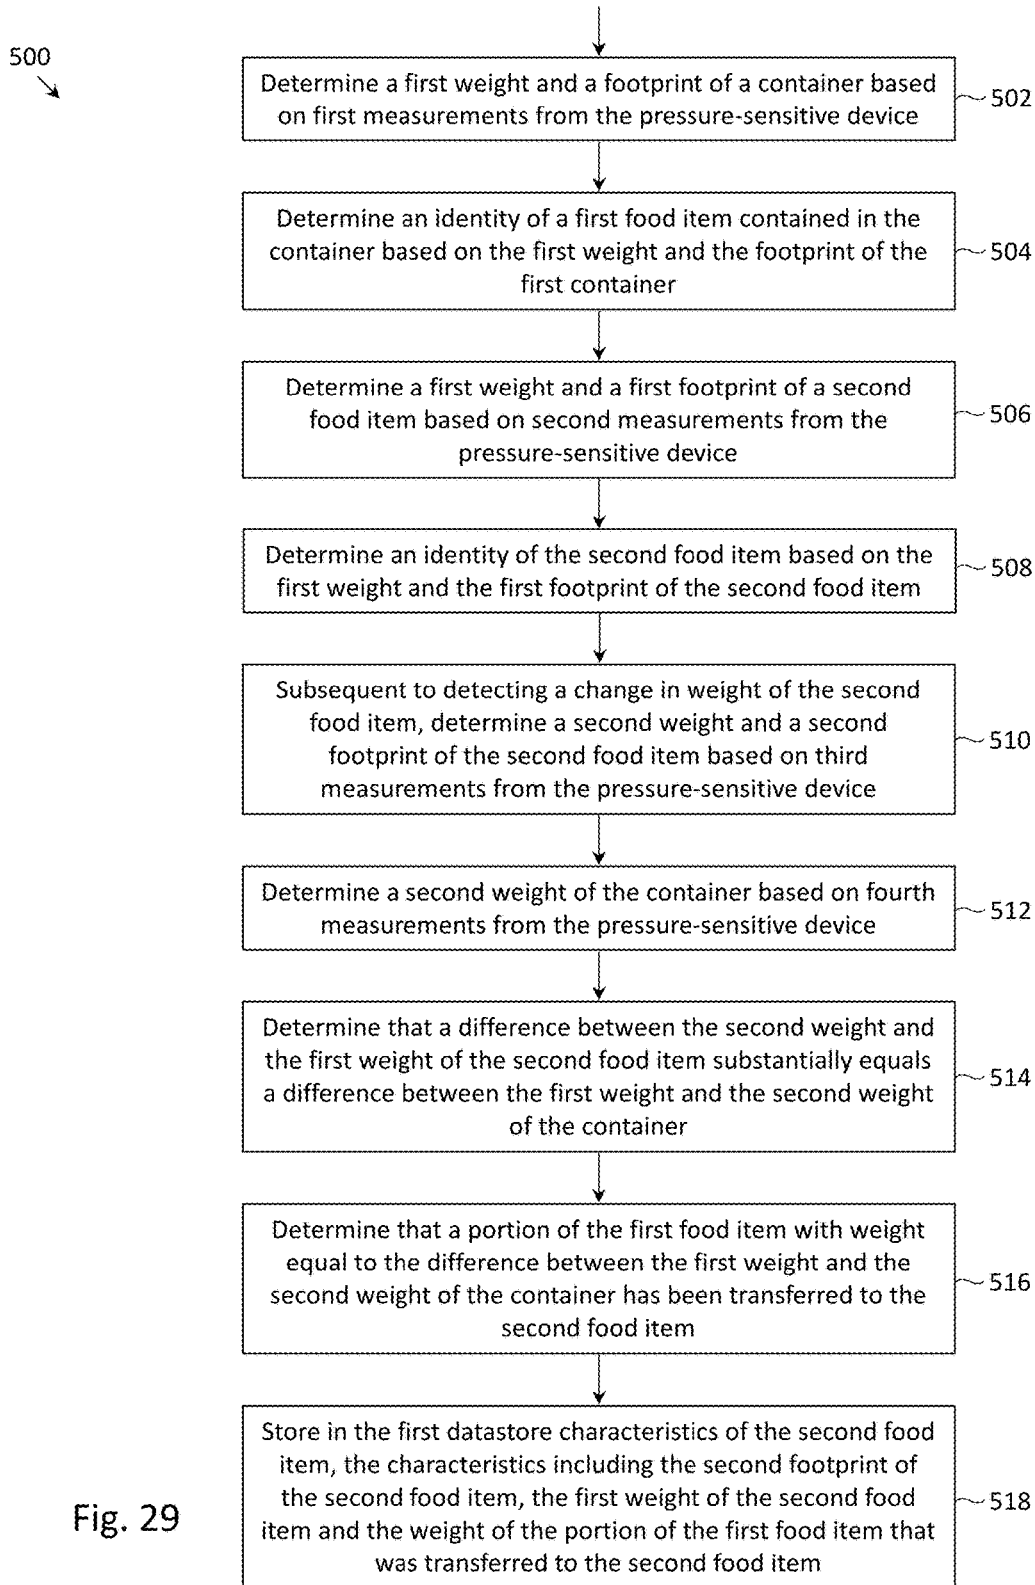 500
Determine a first weight and a footprint of a container based
on first measurements from the pressure-sensitive device
502
Determine an identity of a first food item contained in the
container based on the first weight and the footprint of the
first container
504
Determine a first weight and a first footprint of a second
food item based on second measurements from the
pressure-sensitive device
506
Determine an identity of the second food item based on the
first weight and the first footprint of the second food item
508
Subsequent to detecting a change in weight of the second
food item, determine a second weight and a second
footprint of the second food item based on third
measurements from the pressure-sensitive device
510
Determine a second weight of the container based on fourth
measurements from the pressure-sensitive device
512
Determine that a difference between the second weight and
the first weight of the second food item substantially equals
a difference between the first weight and the second weight
of the container
514
Determine that a portion of the first food item with weight
equal to the difference between the first weight and the
second weight of the container has been transferred to the
second food item
516
Store in the first datastore characteristics of the second food
item, the characteristics including the second footprint of
the second food item, the first weight of the second food
item and the weight of the portion of the first food item that
was transferred to the second food item
518
Fig. 29